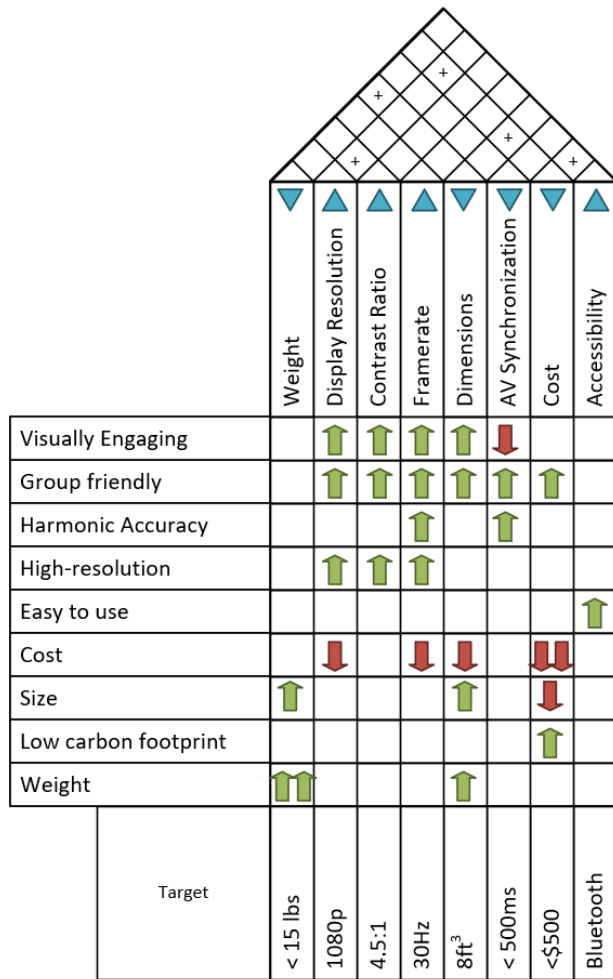 +
+
+
+
+
Weight
Display Resolution
Contrast Ratio
Framerate
Dimensions
AV Synchronization
Cost
Accessibility
Visually Engaging
Group friendly
Harmonic Accuracy
High-resolution
Easy to use
Cost
Size
Low carbon footprint
Weight
Target
< 15 lbs
1080p
4.5:1
30Hz
8ft³
< 500ms
<$500
Bluetooth